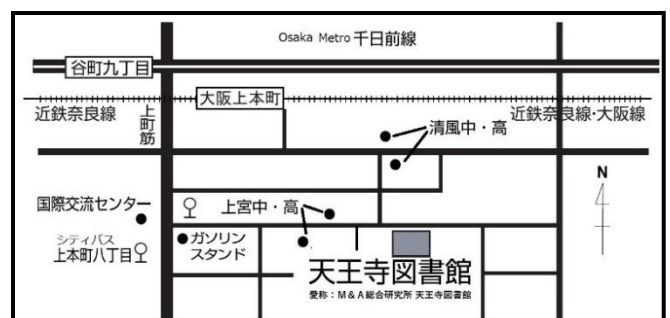 Osaka Metro 千日前線
谷町九丁目
大阪上本町
近鉄奈良線
上町筋
近鉄奈良線・大阪線
清風中・高
N
国際交流センター
上宮中・高
シティバス
上本町八丁目
ガソリン
スタンド
天王寺図書館
愛称：M＆A総合研究所 天王寺図書館